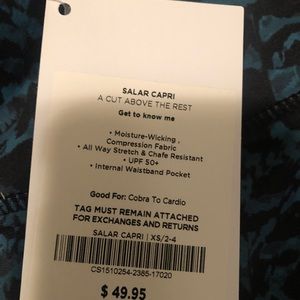 SALAR CAPRI
A CUT ABOVE THE REST
Get to know me
• Moisture-Wicking ,
Compression Fabric
• All Way Stretch & Chafe Resistant
• UPF 50+
• Internal Waistband Pocket
Good For: Cobra To Cardio
TAG MUST REMAIN ATTACHED
FOR EXCHANGES AND RETURNS
SALAR CAPRI | XS/2-4
CS1510254-2385-17020
$ 49.95